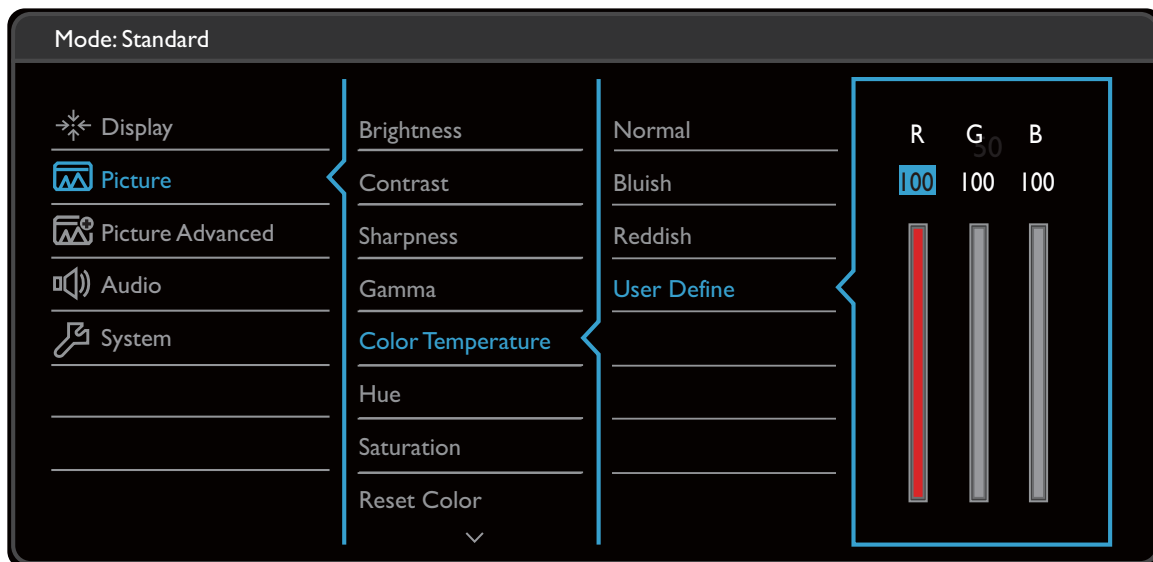 Mode: Standard
Display
Picture
Picture Advanced
Audio
System
Brightness
Contrast
Sharpness
Gamma
Color Temperature
Hue
Saturation
Reset Color
Normal
Bluish
Reddish
User Define
R G B
50
100 100 100